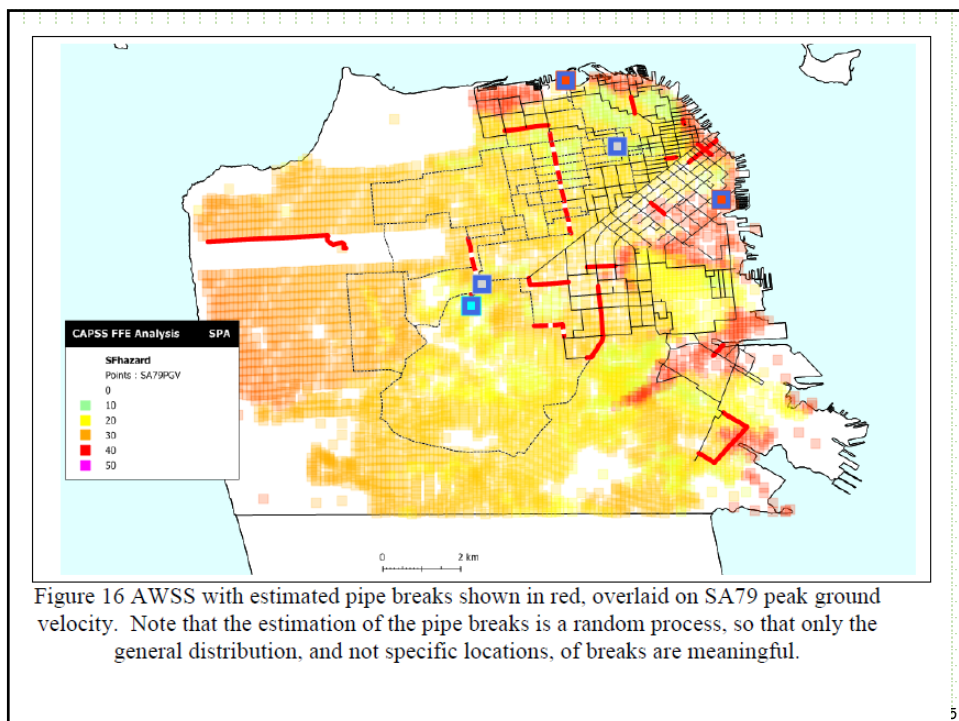 CAPSS FFE Analysis SPA
SFhazard
Points : SA79PGV
0
10
20
30
40
50
0 2 km
Figure 16 AWSS with estimated pipe breaks shown in red, overlaid on SA79 peak ground
velocity. Note that the estimation of the pipe breaks is a random process, so that only the
general distribution, and not specific locations, of breaks are meaningful.
5